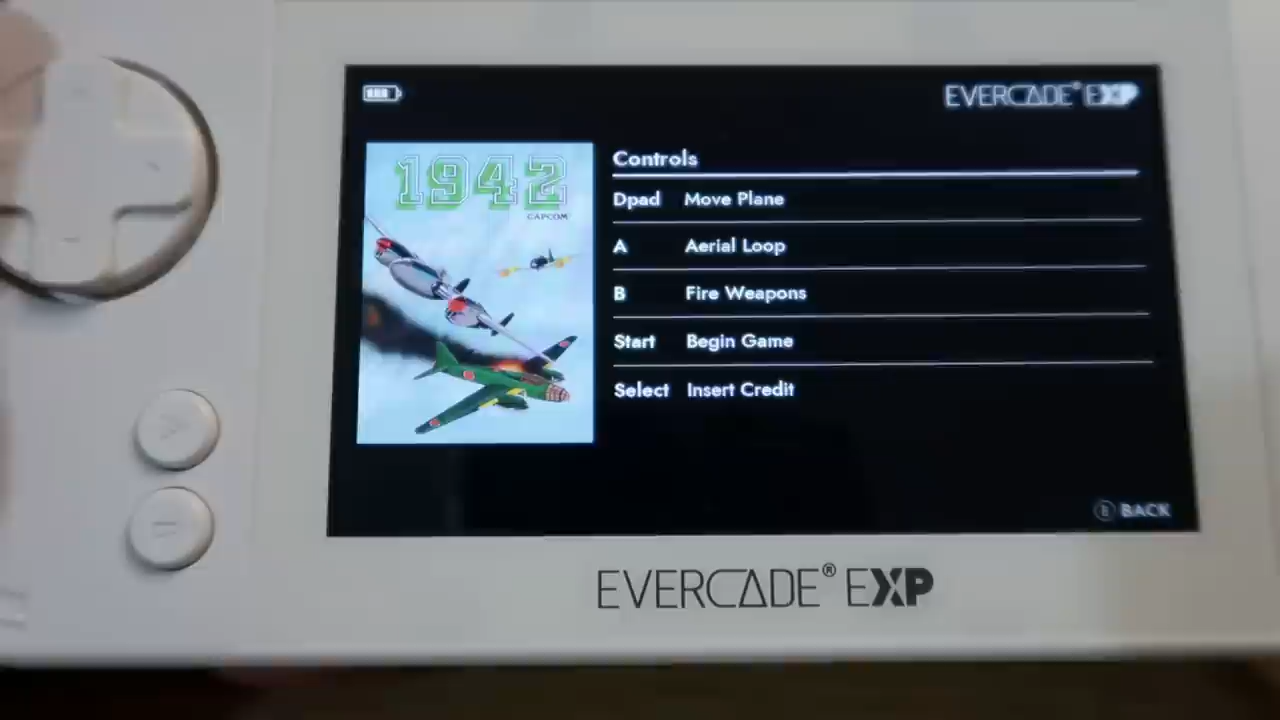 EVERCADE® EXP
1942
CAPCOM
Controls
Dpad Move Plane
A Aerial Loop
B Fire Weapons
Start Begin Game
Select Insert Credit
BACK
EVERCADE® EXP